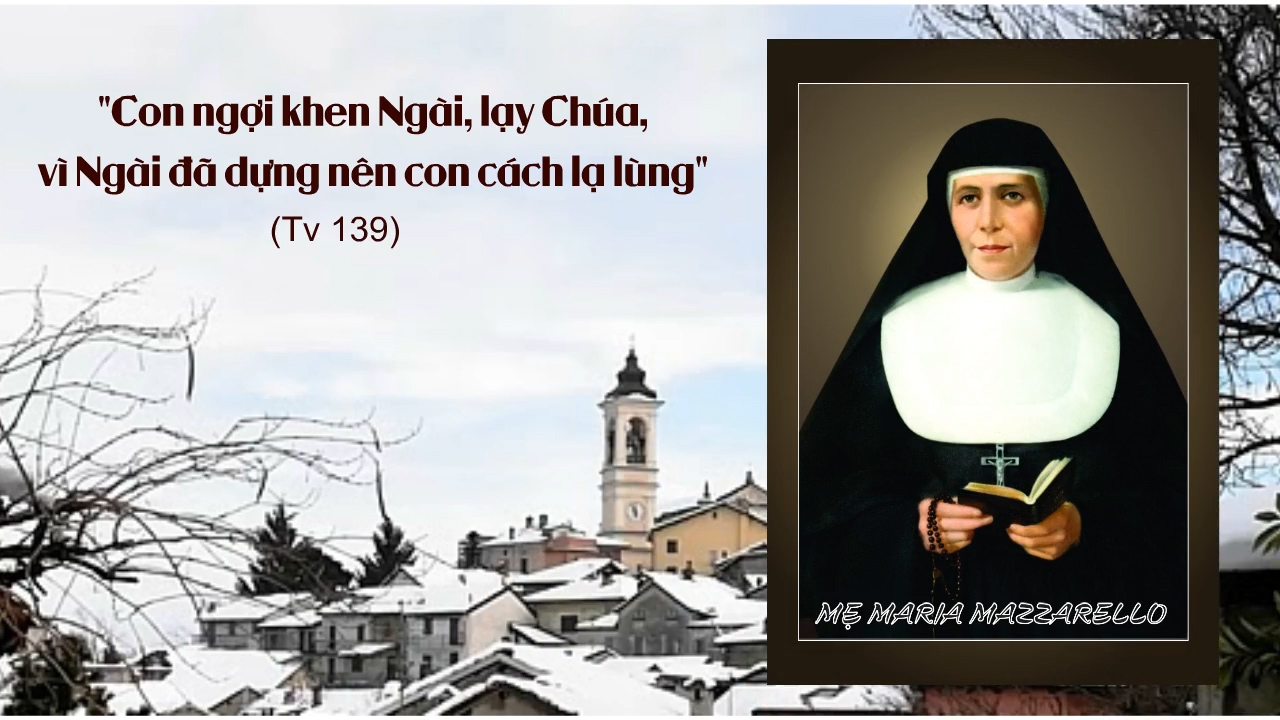 "Con ngợi khen Ngài, lạy Chúa,
vì Ngài đã dựng nên con cách lạ lùng"
(Tv 139)
MẸ MARIA MAZZARELLO